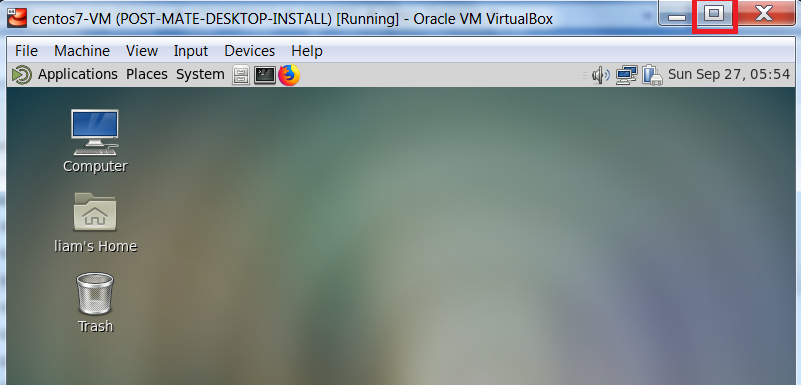 centos7-VM (POST-MATE-DESKTOP-INSTALL) [Running] - Oracle VM VirtualBox
File Machine View Input Devices Help
Applications Places System Sun Sep 27, 05:54
Computer
liam's Home
Trash